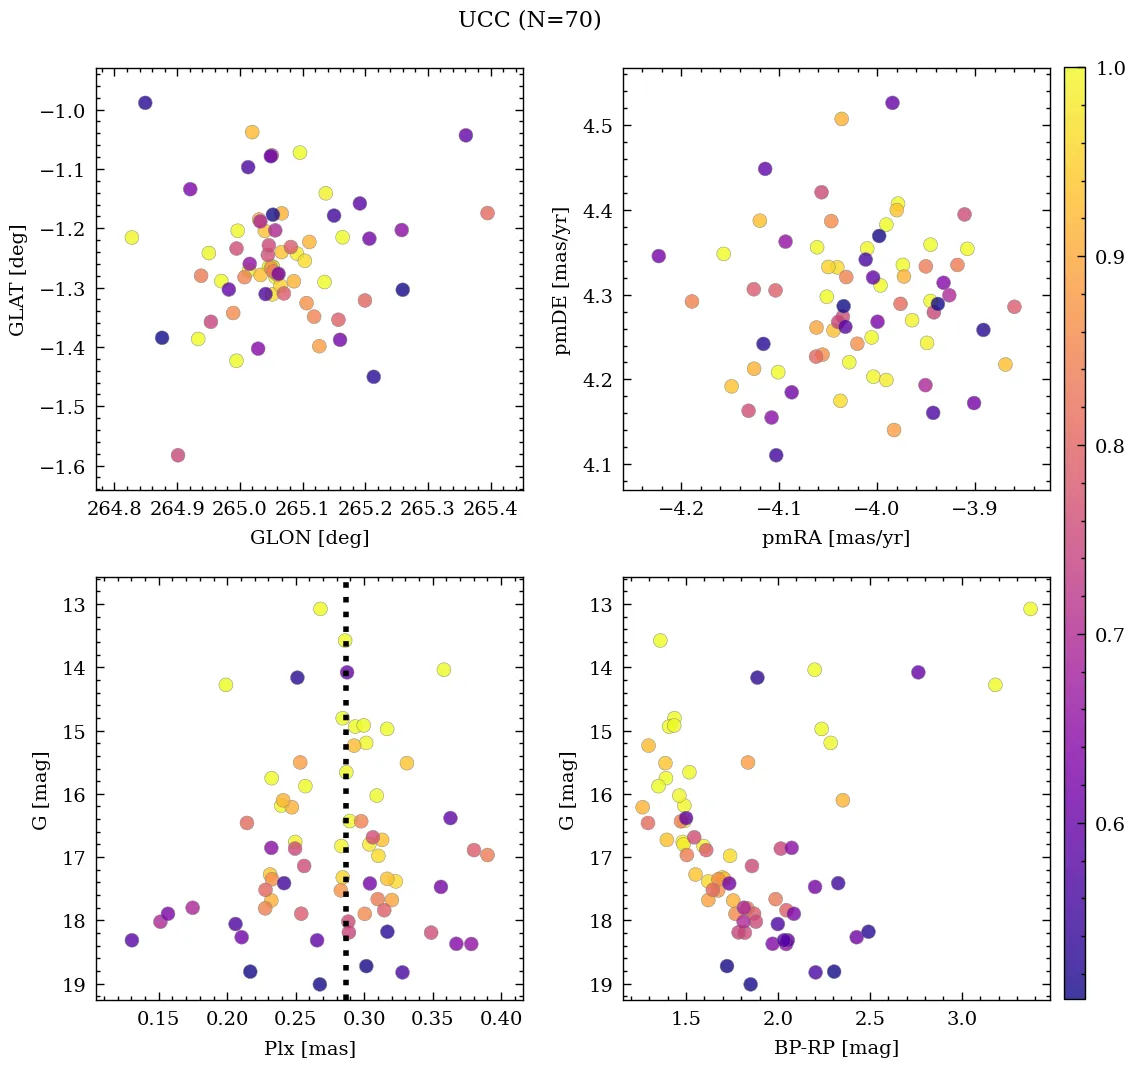 UCC (N=70)
−1.0
−1.1
−1.2
−1.3
−1.4
−1.5
−1.6
GLAT [deg]
264.8 264.9 265.0 265.1 265.2 265.3 265.4
GLON [deg]
4.5
4.4
4.3
4.2
4.1
pmDE [mas/yr]
−4.2 −4.1 −4.0 −3.9
pmRA [mas/yr]
13
14
15
16
17
18
19
G [mag]
0.15 0.20 0.25 0.30 0.35 0.40
Plx [mas]
13
14
15
16
17
18
19
G [mag]
1.5 2.0 2.5 3.0
BP-RP [mag]
1.0
0.9
0.8
0.7
0.6